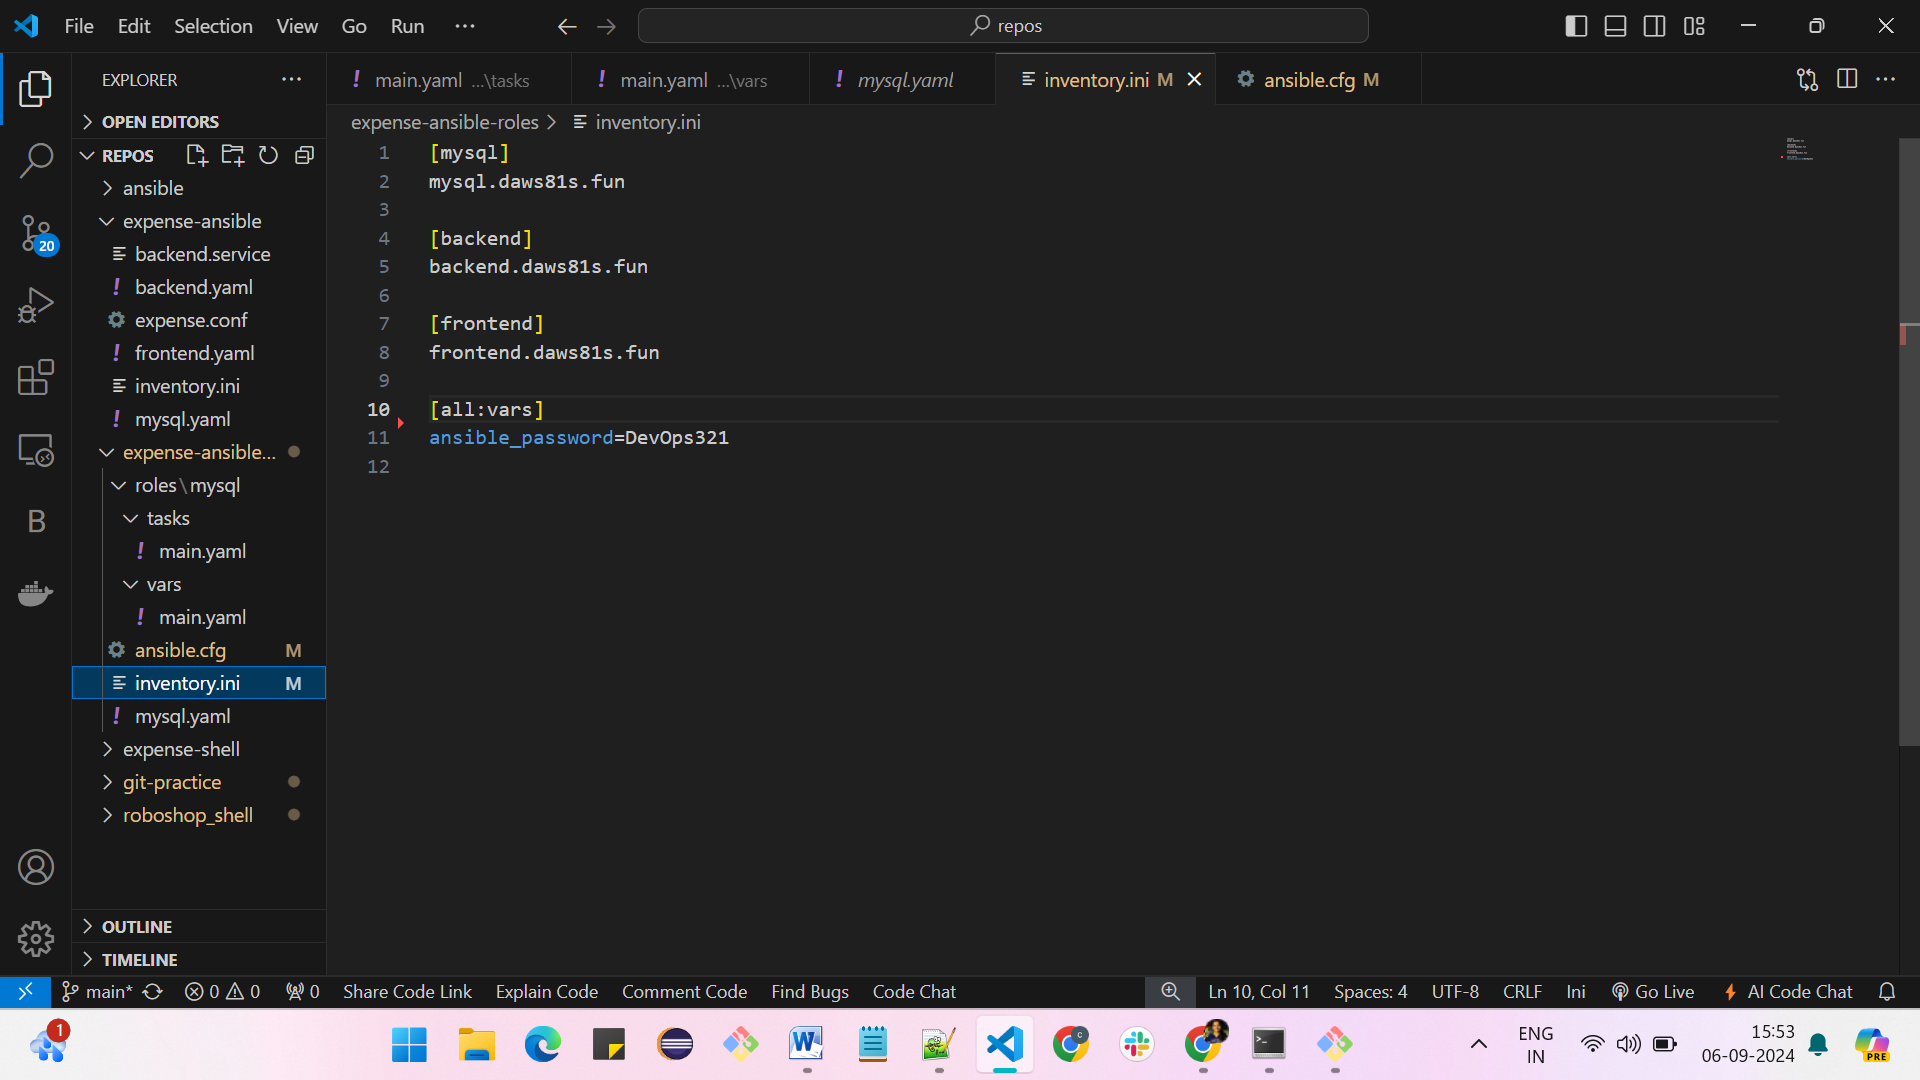 File Edit Selection View Go Run ... repos
EXPLORER
OPEN EDITORS
REPOS
ansible
expense-ansible
backend.service
backend.yaml
expense.conf
frontend.yaml
inventory.ini
mysql.yaml
expense-ansible...
roles\mysql
tasks
main.yaml
vars
main.yaml
ansible.cfg M
inventory.ini M
mysql.yaml
expense-shell
git-practice
roboshop_shell
OUTLINE
TIMELINE
20
B
main.yaml ...\tasks main.yaml ...\vars mysql.yaml inventory.ini M ansible.cfg M
expense-ansible-roles > inventory.ini
1 [mysql]
2 mysql.daws81s.fun
3
4 [backend]
5 backend.daws81s.fun
6
7 [frontend]
8 frontend.daws81s.fun
9
10 [all:vars]
11 ansible_password=DevOps321
12
main* 0 0 0 Share Code Link Explain Code Comment Code Find Bugs Code Chat Ln 10, Col 11 Spaces: 4 UTF-8 CRLF Ini Go Live AI Code Chat
1
ENG
IN
15:53
06-09-2024
PRE